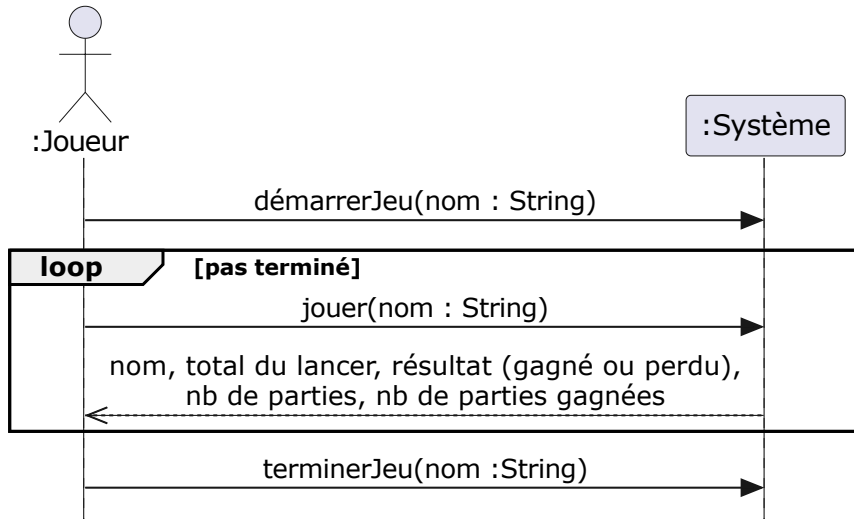 :Joueur
:Système
démarrerJeu(nom : String)
loop [pas terminé]
jouer(nom : String)
nom, total du lancer, résultat (gagné ou perdu),
nb de parties, nb de parties gagnées
terminerJeu(nom :String)